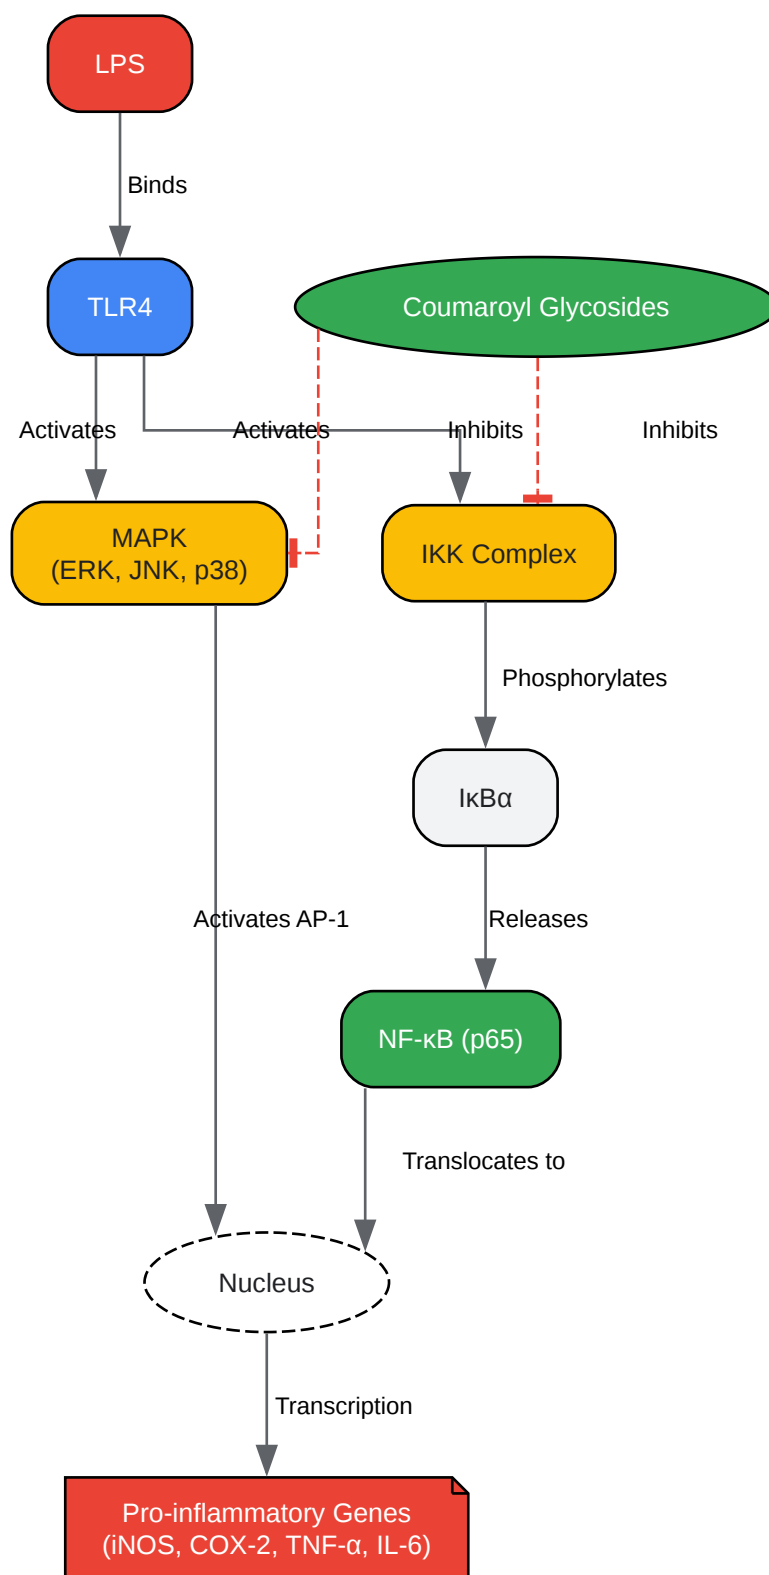 LPS
Binds
TLR4
Coumaroyl Glycosides
Activates
Activates
Inhibits
Inhibits
MAPK
(ERK, JNK, p38)
IKK Complex
Phosphorylates
IκBα
Activates AP-1
Releases
NF-κB (p65)
Translocates to
Nucleus
Transcription
Pro-inflammatory Genes
(iNOS, COX-2, TNF-α, IL-6)